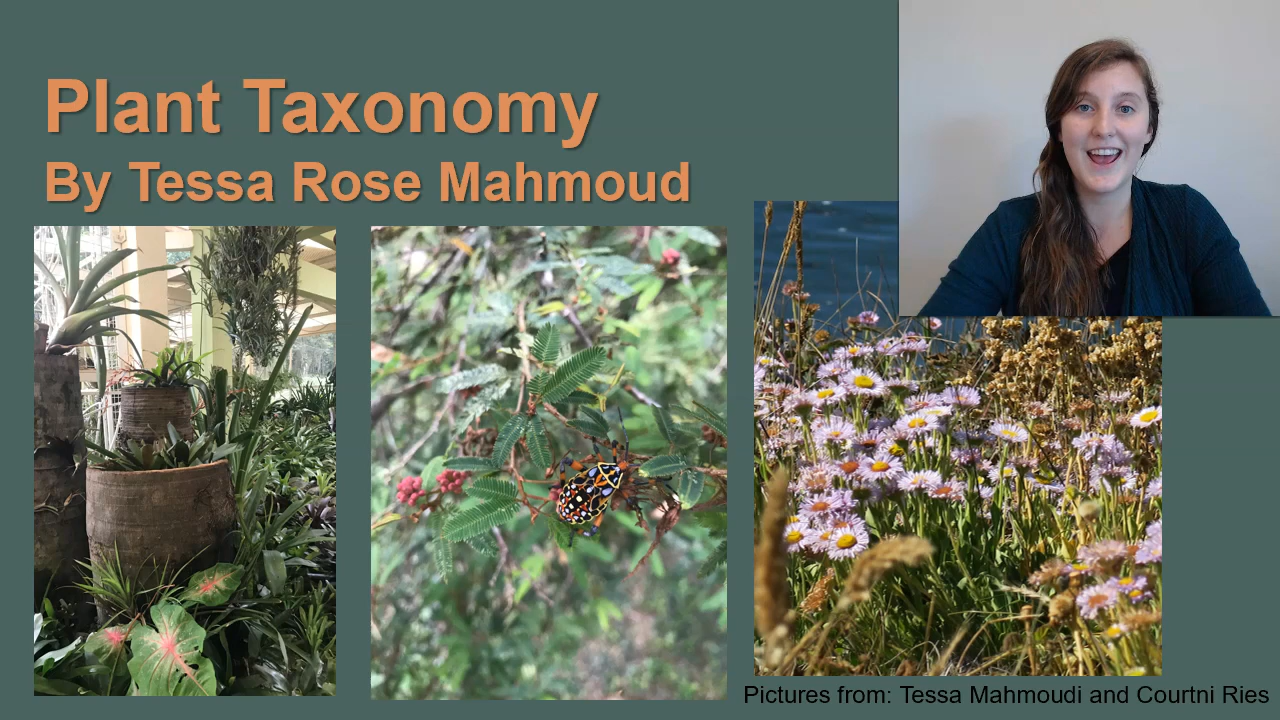 Plant Taxonomy
By Tessa Rose Mahmoud
Pictures from: Tessa Mahmoudi and Courtni Ries